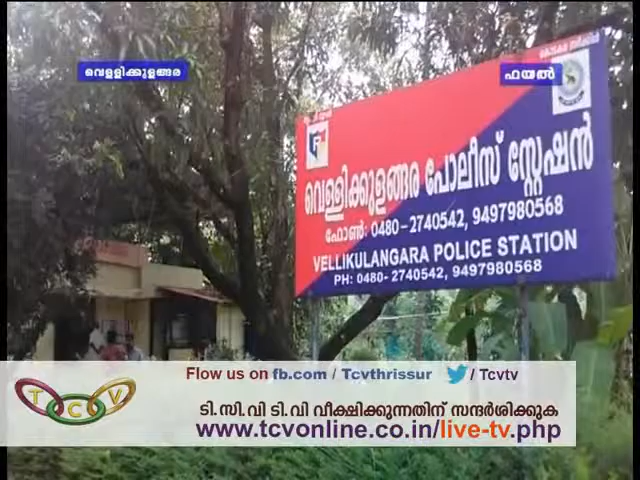 വെള്ളിക്കുളങ്ങര
ഫയൽ
വെള്ളിക്കുളങ്ങര പോലീസ് സ്റ്റേഷൻ
ഫോൺ: 0480-2740542, 9497980568
VELLIKULANGARA POLICE STATION
PH: 0480- 2740542, 9497980568
Flow us on fb.com / Tcvthrissur / Tcvtv
TCV
ടി.സി.വി ടി.വി വീക്ഷിക്കുന്നതിന് സന്ദർശിക്കുക
www.tcvonline.co.in/live-tv.php